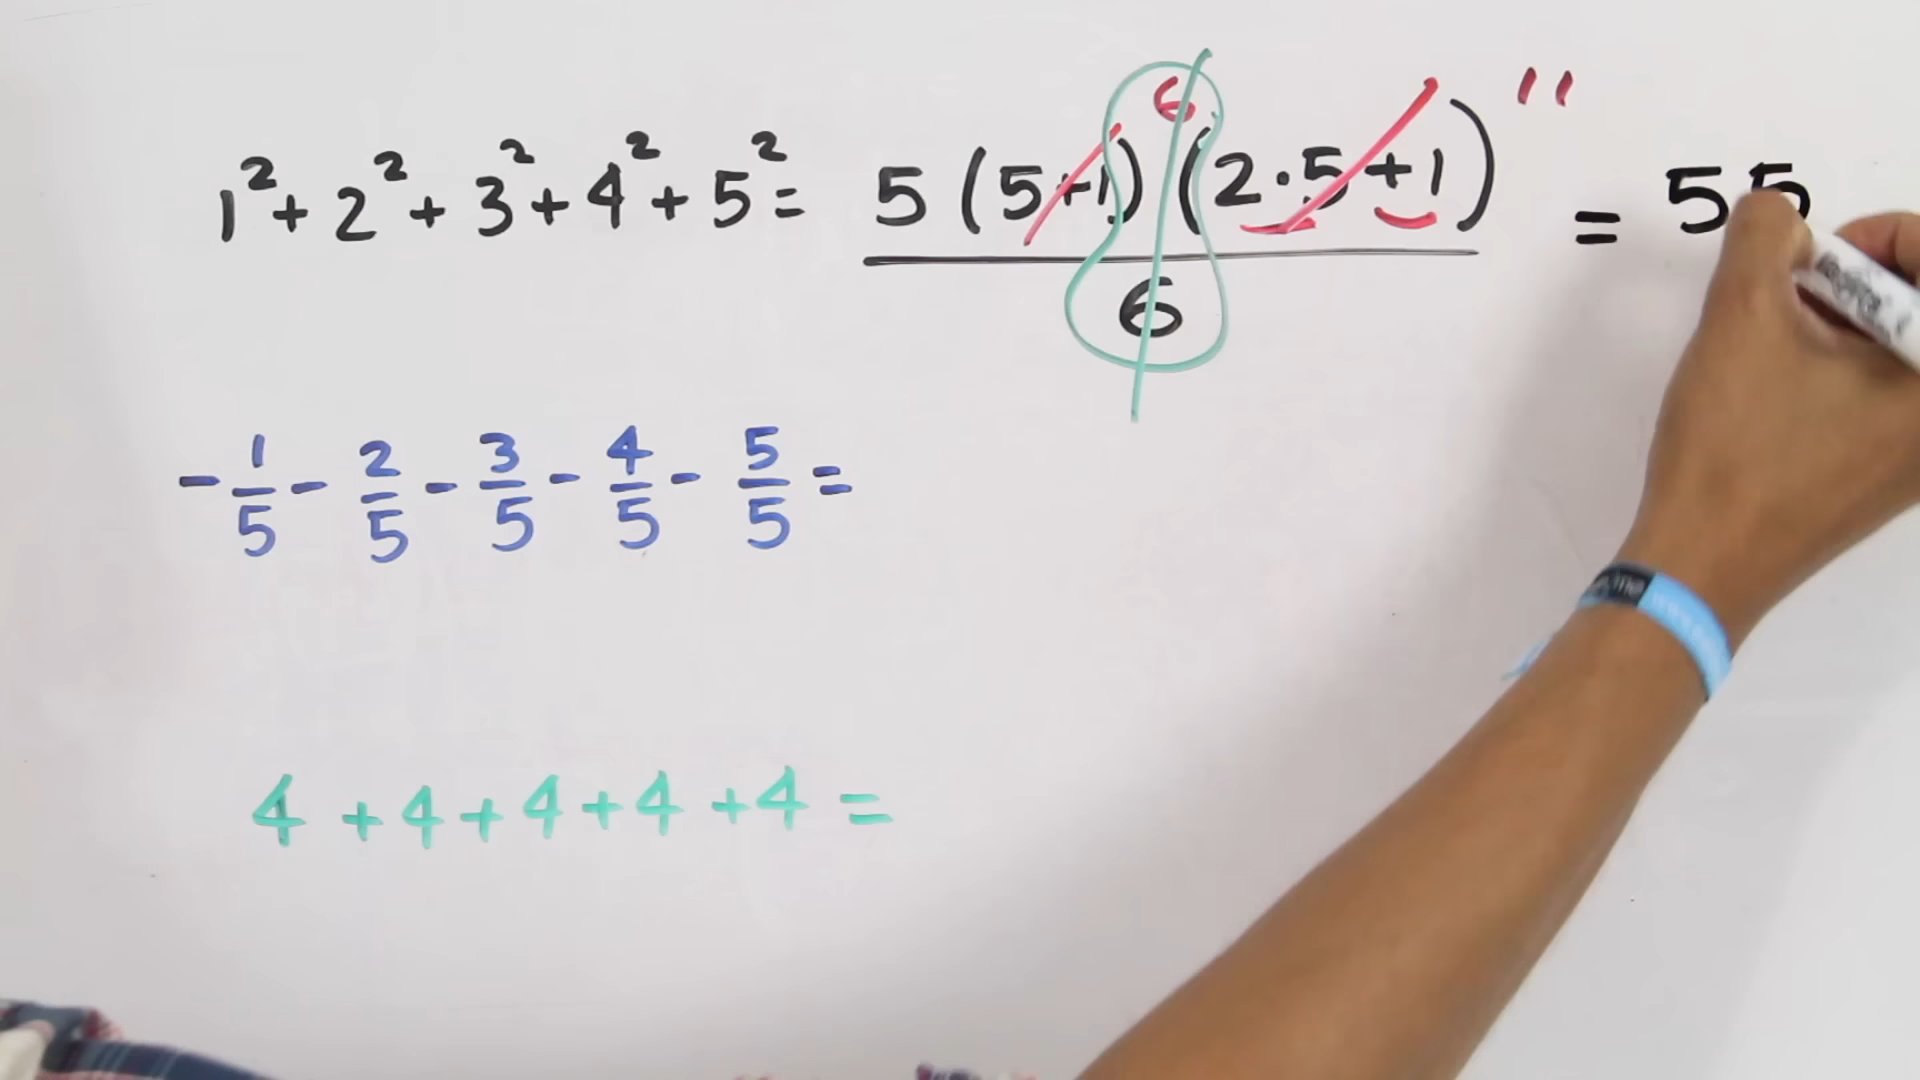 1² + 2² + 3² + 4² + 5² = 5 (5+1) 6 (2·5+1) 11 / 6 = 55
- 1/5 - 2/5 - 3/5 - 4/5 - 5/5 =
4 + 4 + 4 + 4 + 4 =